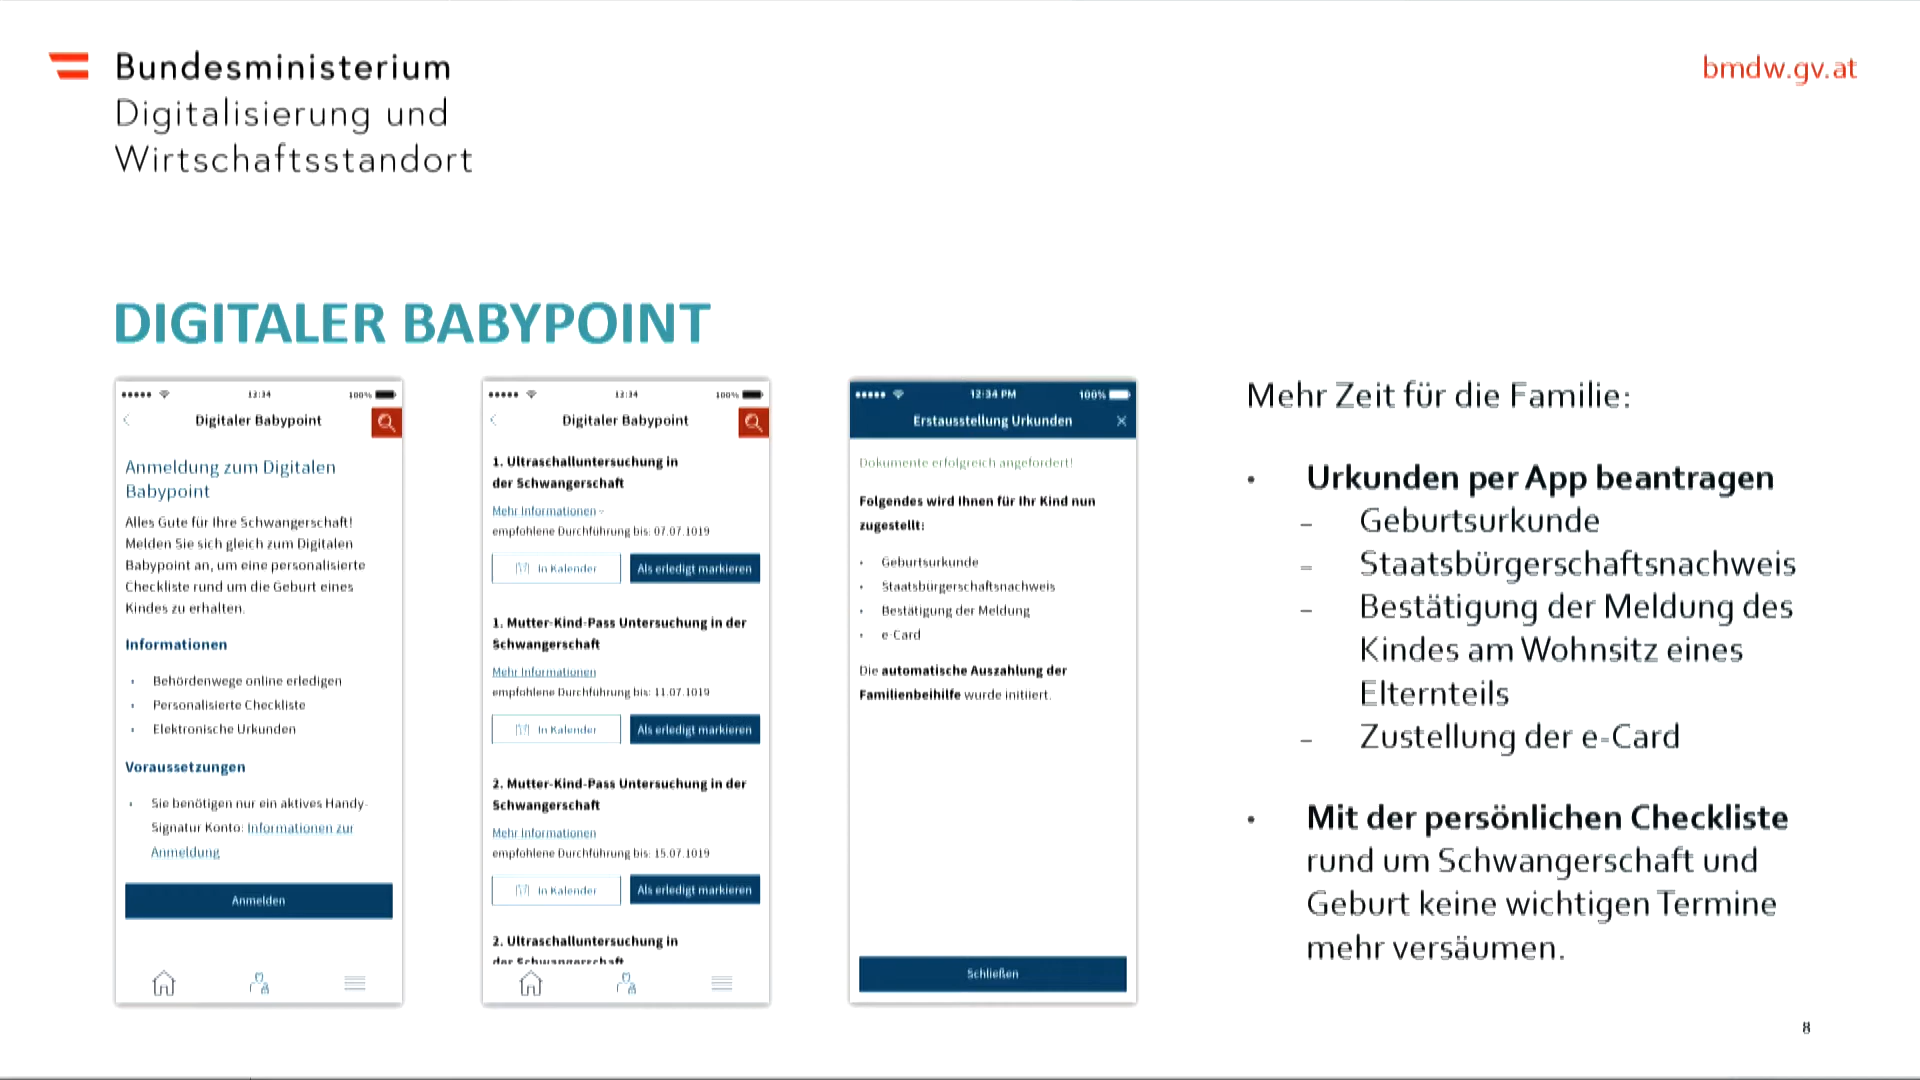 Bundesministerium
Digitalisierung und
Wirtschaftsstandort
bmdw.gv.at
DIGITALER BABYPOINT
12:34
100%
Digitaler Babypoint
Anmeldung zum Digitalen
Babypoint
Alles Gute für Ihre Schwangerschaft!
Melden Sie sich gleich zum Digitalen
Babypoint an, um eine personalisierte
Checkliste rund um die Geburt eines
Kindes zu erhalten.
Informationen
• Behördenwege online erledigen
• Personalisierte Checkliste
• Elektronische Urkunden
Voraussetzungen
• Sie benötigen nur ein aktives Handy-
Signatur Konto: Informationen zur
Anmeldung
Anmelden
12:34
100%
Digitaler Babypoint
1. Ultraschalluntersuchung in
der Schwangerschaft
Mehr Informationen
empfohlene Durchführung bis: 07.07.1019
In Kalender
Als erledigt markieren
1. Mutter-Kind-Pass Untersuchung in der
Schwangerschaft
Mehr Informationen
empfohlene Durchführung bis: 11.07.1019
In Kalender
Als erledigt markieren
2. Mutter-Kind-Pass Untersuchung in der
Schwangerschaft
Mehr Informationen
empfohlene Durchführung bis: 15.07.1019
In Kalender
Als erledigt markieren
2. Ultraschalluntersuchung in
der Schwangerschaft
12:34 PM
100%
Erstausstellung Urkunden
Dokumente erfolgreich angefordert!
Folgendes wird Ihnen für Ihr Kind nun
zugestellt:
• Geburtsurkunde
• Staatsbürgerschaftsnachweis
• Bestätigung der Meldung
• e-Card
Die automatische Auszahlung der
Familienbeihilfe wurde initiiert.
Schließen
Mehr Zeit für die Familie:
• Urkunden per App beantragen
– Geburtsurkunde
– Staatsbürgerschaftsnachweis
– Bestätigung der Meldung des
Kindes am Wohnsitz eines
Elternteils
– Zustellung der e-Card
• Mit der persönlichen Checkliste
rund um Schwangerschaft und
Geburt keine wichtigen Termine
mehr versäumen.
8